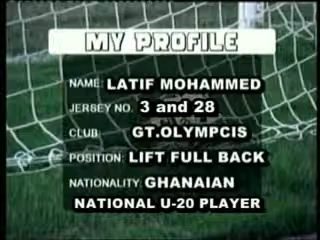 MY PROFILE
NAME: LATIF MOHAMMED
JERSEY NO. 3 and 28
CLUB: GT.OLYMPCIS
POSITION: LIFT FULL BACK
NATIONALITY: GHANAIAN
NATIONAL U-20 PLAYER